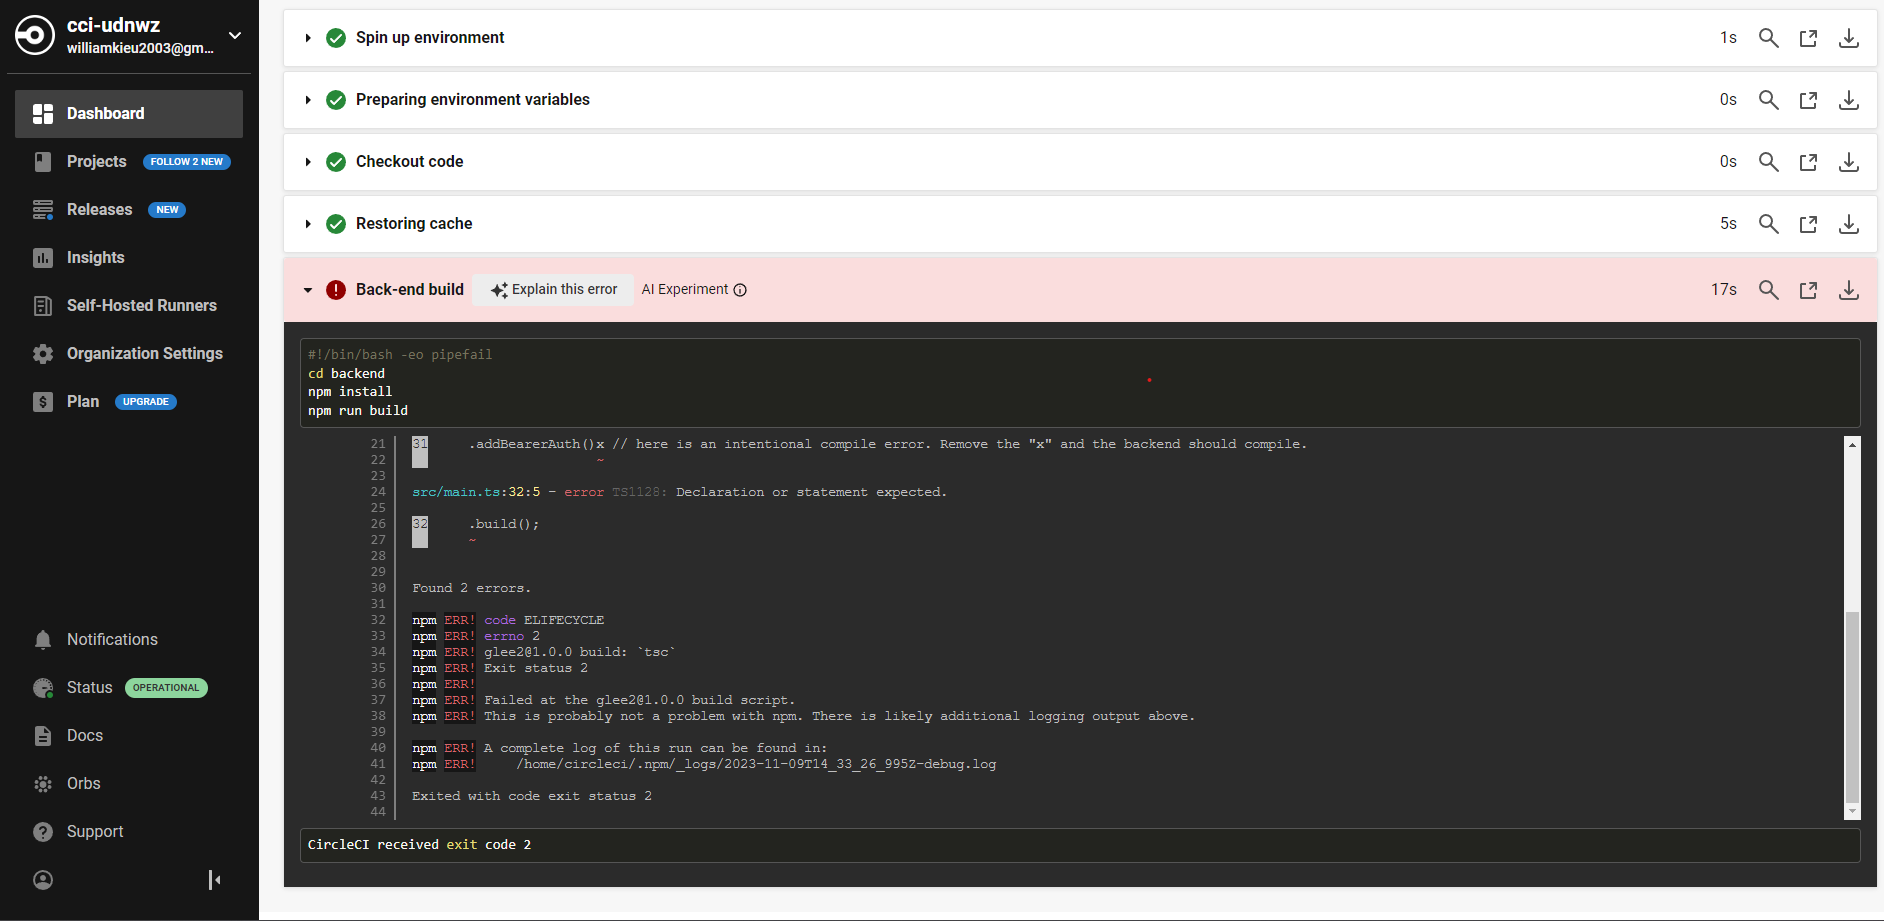 cci-udnwz
williamkieu2003@gm...
Dashboard
Projects FOLLOW 2 NEW
Releases NEW
Insights
Self-Hosted Runners
Organization Settings
Plan UPGRADE
Notifications
Status OPERATIONAL
Docs
Orbs
Support
Spin up environment 1s
Preparing environment variables 0s
Checkout code 0s
Restoring cache 5s
Back-end build Explain this error AI Experiment 17s
#!/bin/bash -eo pipefail
cd backend
npm install
npm run build
21 31 .addBearerAuth()x // here is an intentional compile error. Remove the "x" and the backend should compile.
22 ~
23
24 src/main.ts:32:5 - error TS1128: Declaration or statement expected.
25
26 32 .build();
27 ~
28
29
30 Found 2 errors.
31
32 npm ERR! code ELIFECYCLE
33 npm ERR! errno 2
34 npm ERR! glee2@1.0.0 build: `tsc`
35 npm ERR! Exit status 2
36 npm ERR!
37 npm ERR! Failed at the glee2@1.0.0 build script.
38 npm ERR! This is probably not a problem with npm. There is likely additional logging output above.
39
40 npm ERR! A complete log of this run can be found in:
41 npm ERR! /home/circleci/.npm/_logs/2023-11-09T14_33_26_995Z-debug.log
42
43 Exited with code exit status 2
44
CircleCI received exit code 2